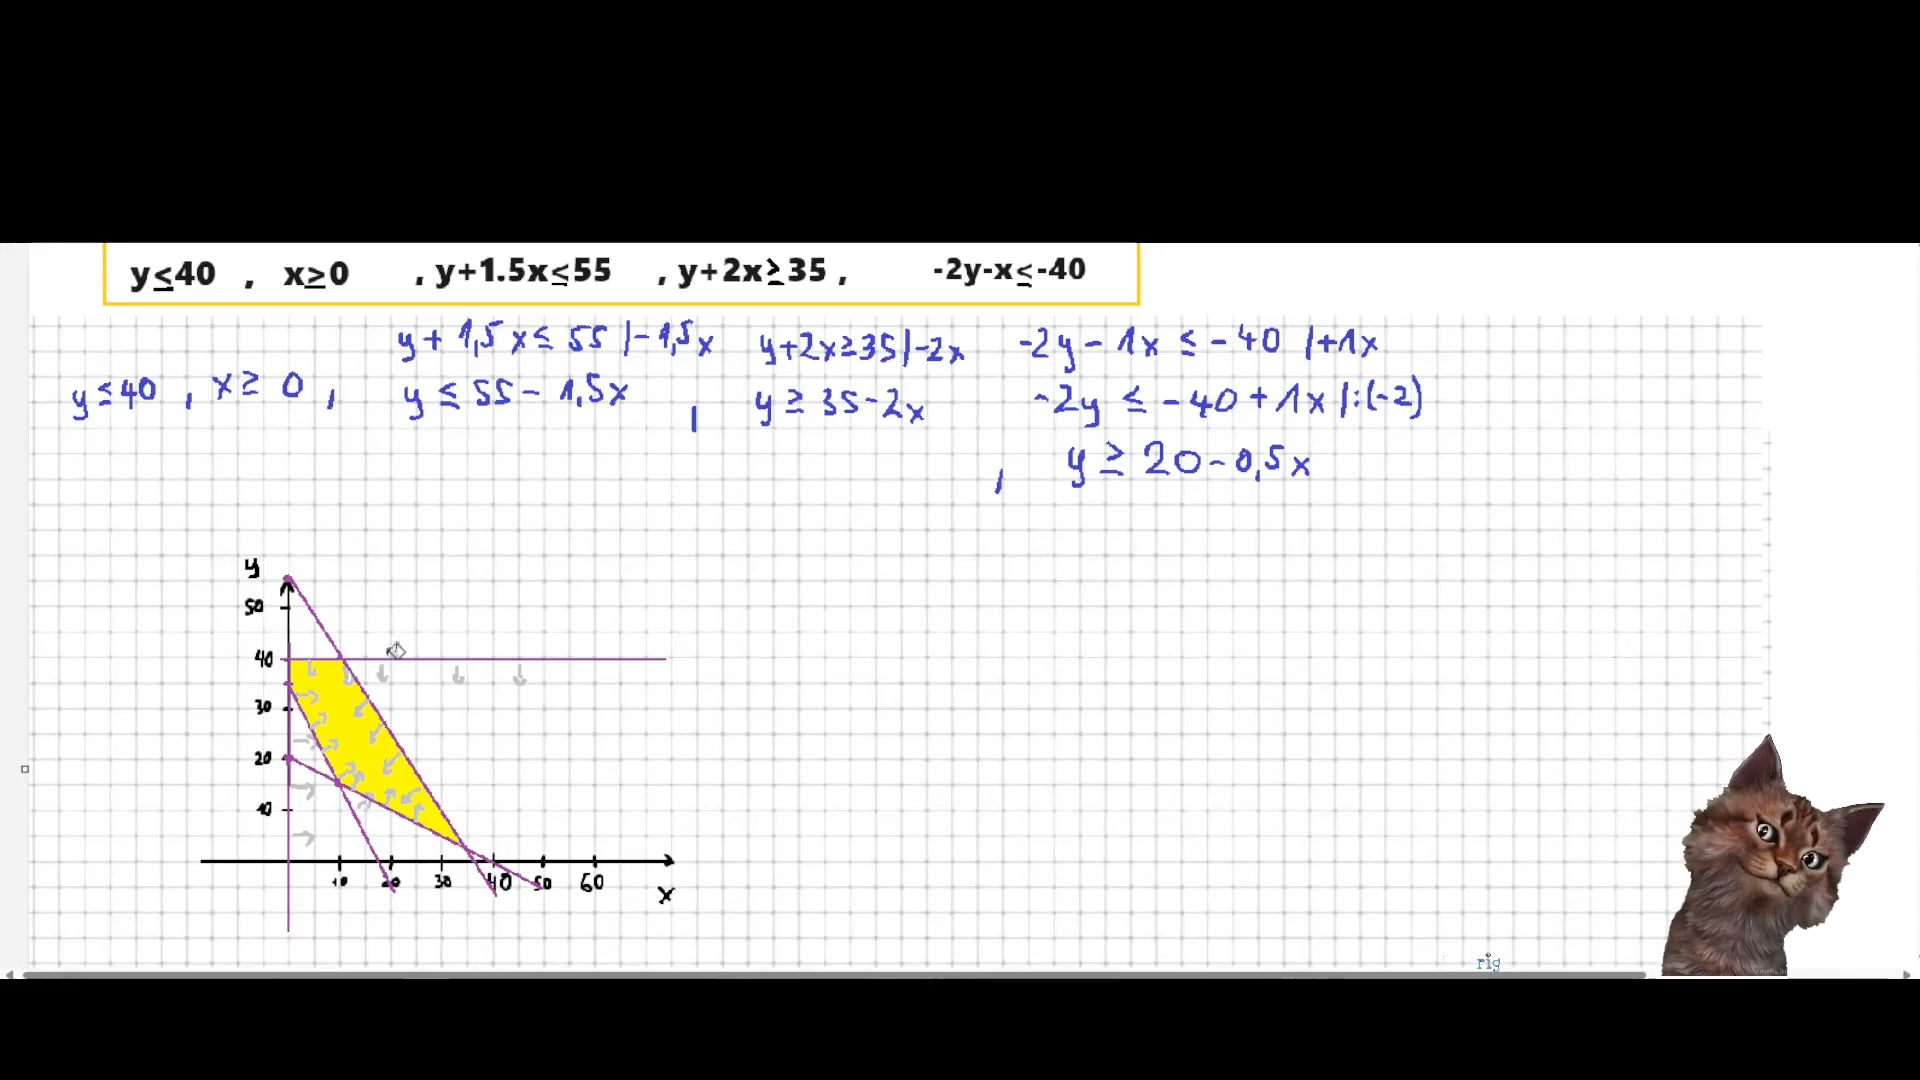 y≤40 , x≥0 , y+1.5x≤55 , y+2x≥35 , -2y-x≤-40
y + 1,5x ≤ 55 |-1,5x y+2x≥35|-2x -2y - 1x ≤ -40 |+1x
y≤40 , x≥ 0 , y ≤ 55 - 1,5x , y ≥ 35-2x -2y ≤ -40 + 1x |:(-2)
, y ≥ 20-0,5x
y
50
40
30
20
10
10 20 30 40 50 60
x
rig